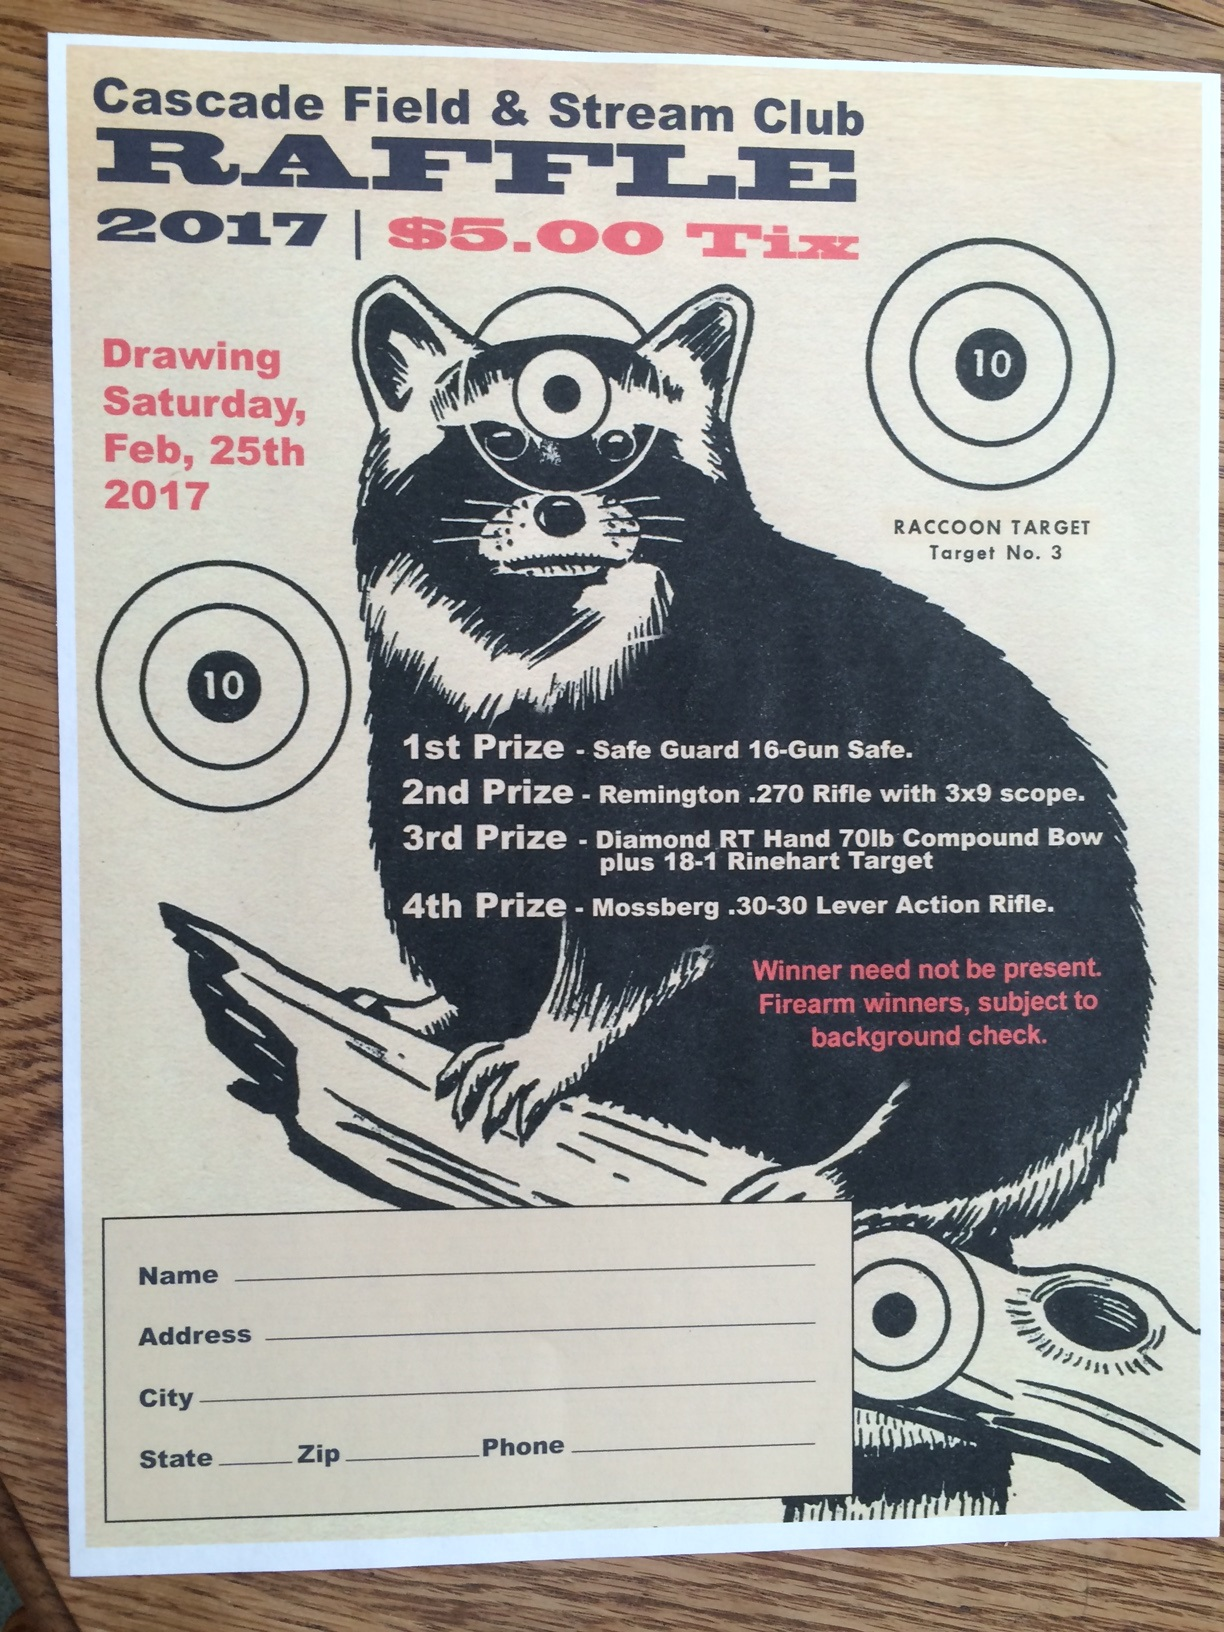 Cascade Field & Stream Club
RAFFLE
2017 | $5.00 Tix
Drawing
Saturday,
Feb, 25th
2017
10
RACCOON TARGET
Target No. 3
10
1st Prize - Safe Guard 16-Gun Safe.
2nd Prize - Remington .270 Rifle with 3x9 scope.
3rd Prize - Diamond RT Hand 70lb Compound Bow
plus 18-1 Rinehart Target
4th Prize - Mossberg .30-30 Lever Action Rifle.
Winner need not be present.
Firearm winners, subject to
background check.
Name
Address
City
State Zip Phone